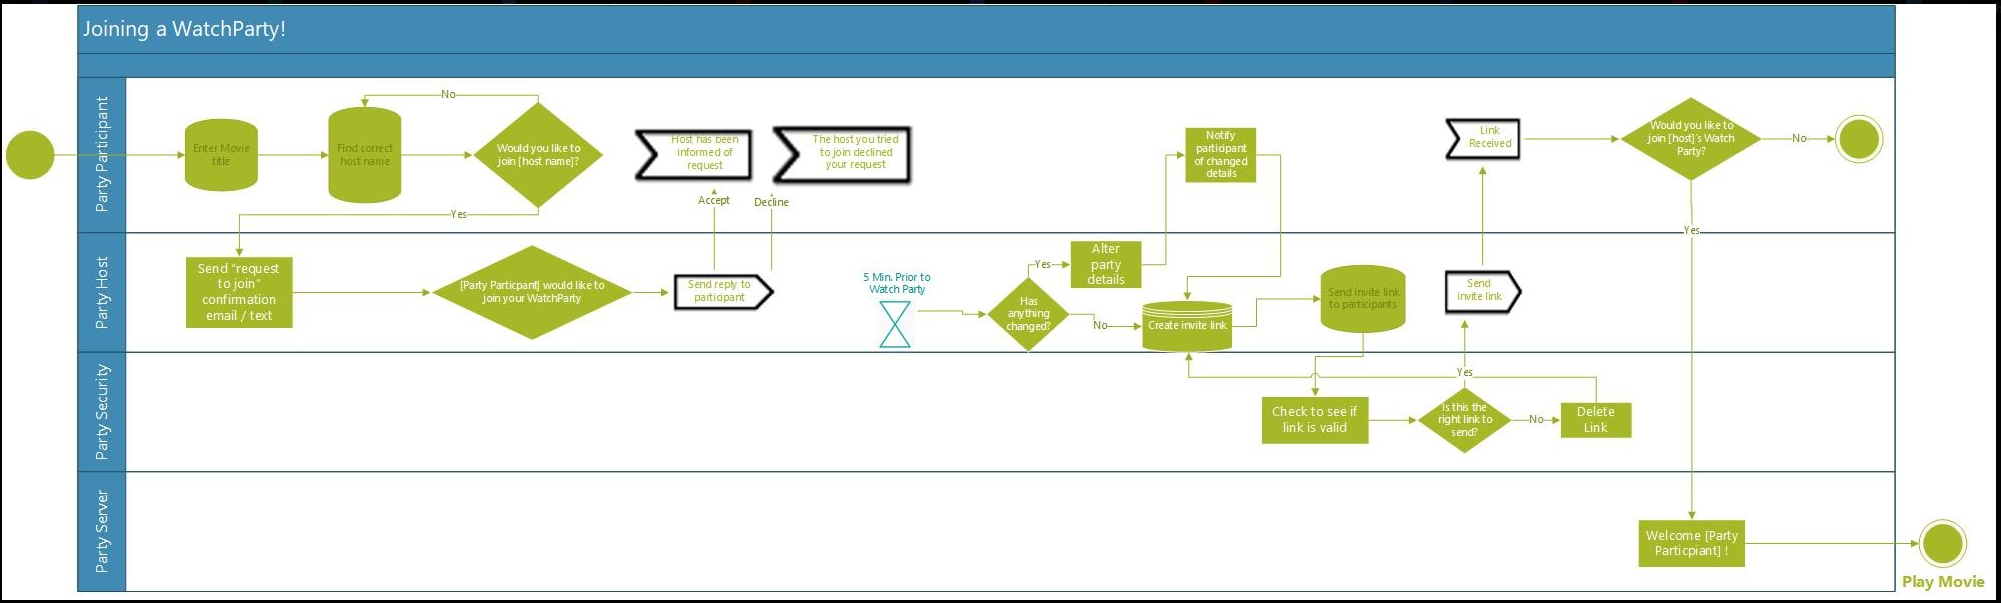 Joining a WatchParty!
Party Participant
Enter Movie
title
Find correct
host name
No
Would you like to
join [host name]?
Yes
Host has been
informed of
request
The host you tried
to join declined
your request
Accept
Decline
Notify
participant
of changed
details
Link
Received
Would you like to
join [host]'s Watch
Party?
No
Yes
Party Host
Send "request
to join"
confirmation
email / text
[Party Particpant] would like to
join your WatchParty
Send reply to
participant
5 Min. Prior to
Watch Party
Has
anything
changed?
Yes
No
Alter
party
details
Create invite link
Send invite link
to participants
Send
invite link
Party Security
Check to see if
link is valid
Yes
Is this the
right link to
send?
No
Delete
Link
Party Server
Welcome [Party
Particpiant] !
Play Movie